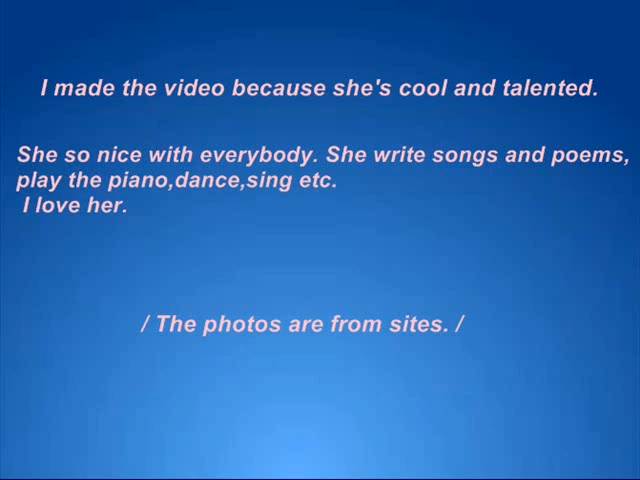 I made the video because she's cool and talented.
She so nice with everybody. She write songs and poems,
play the piano,dance,sing etc.
I love her.
/ The photos are from sites. /